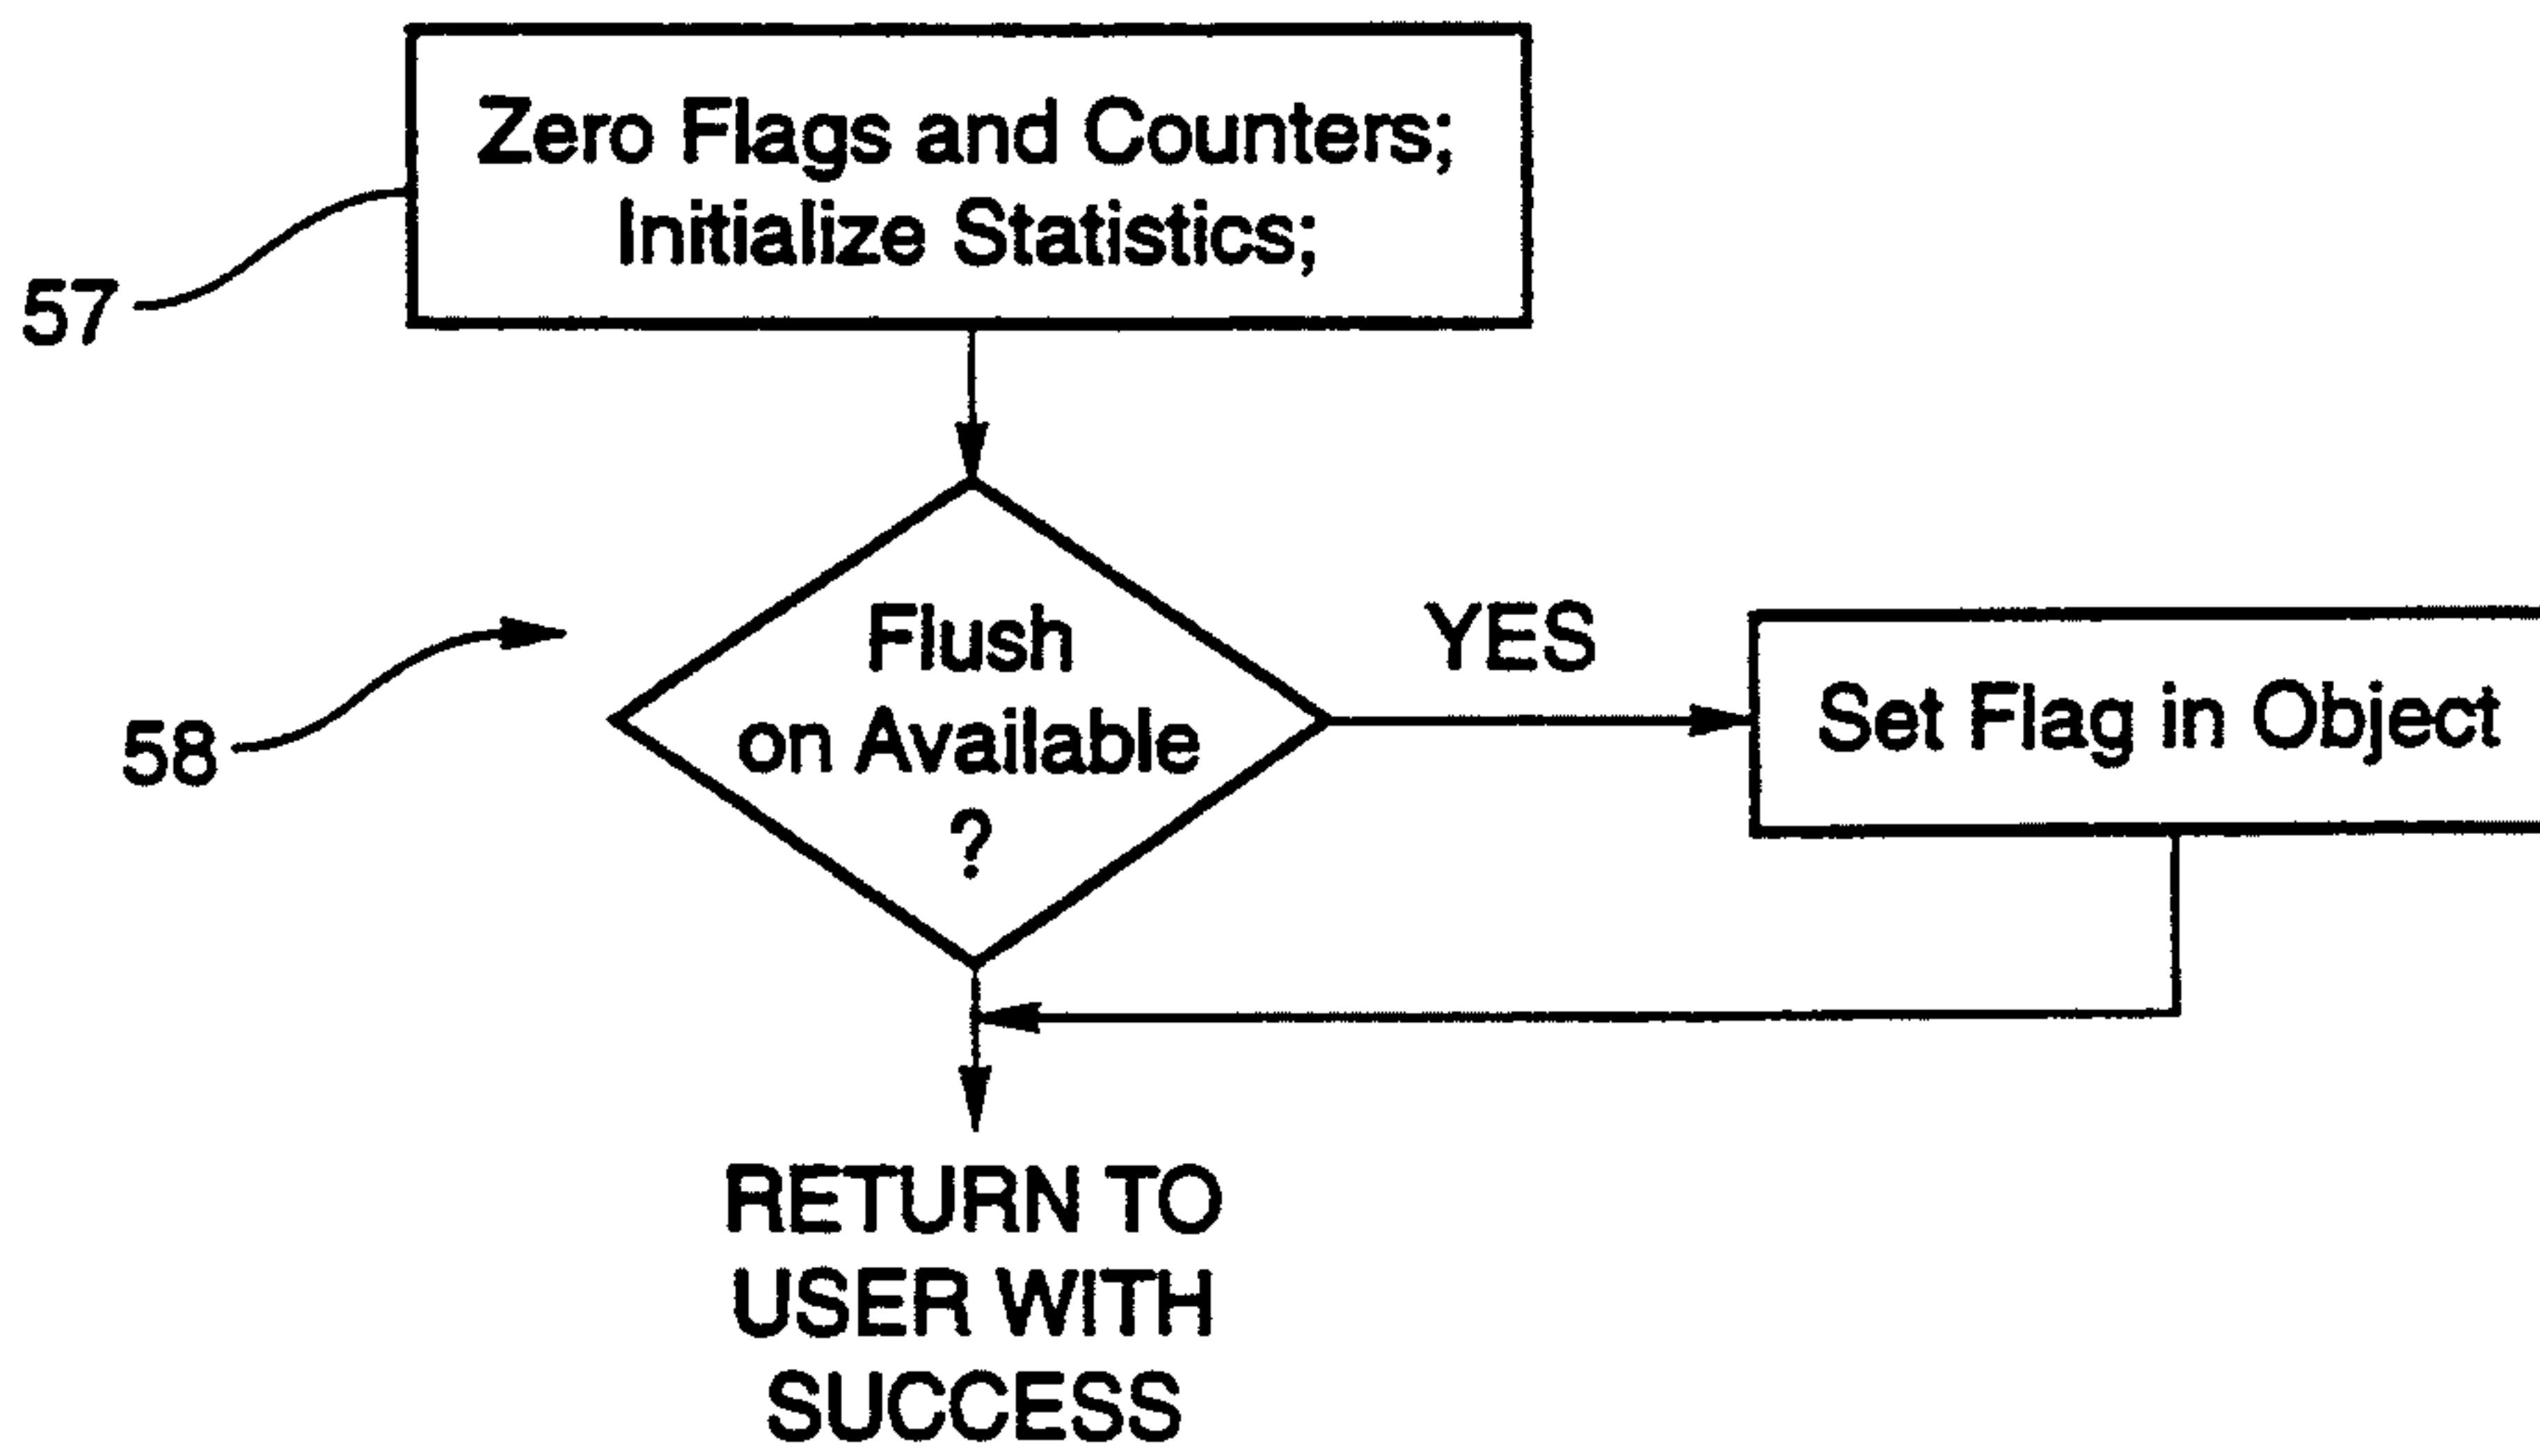 Zero Flags and Counters;
Initialize Statistics;
57
Flush
on Available
?
YES
Set Flag in Object
58
RETURN TO
USER WITH
SUCCESS